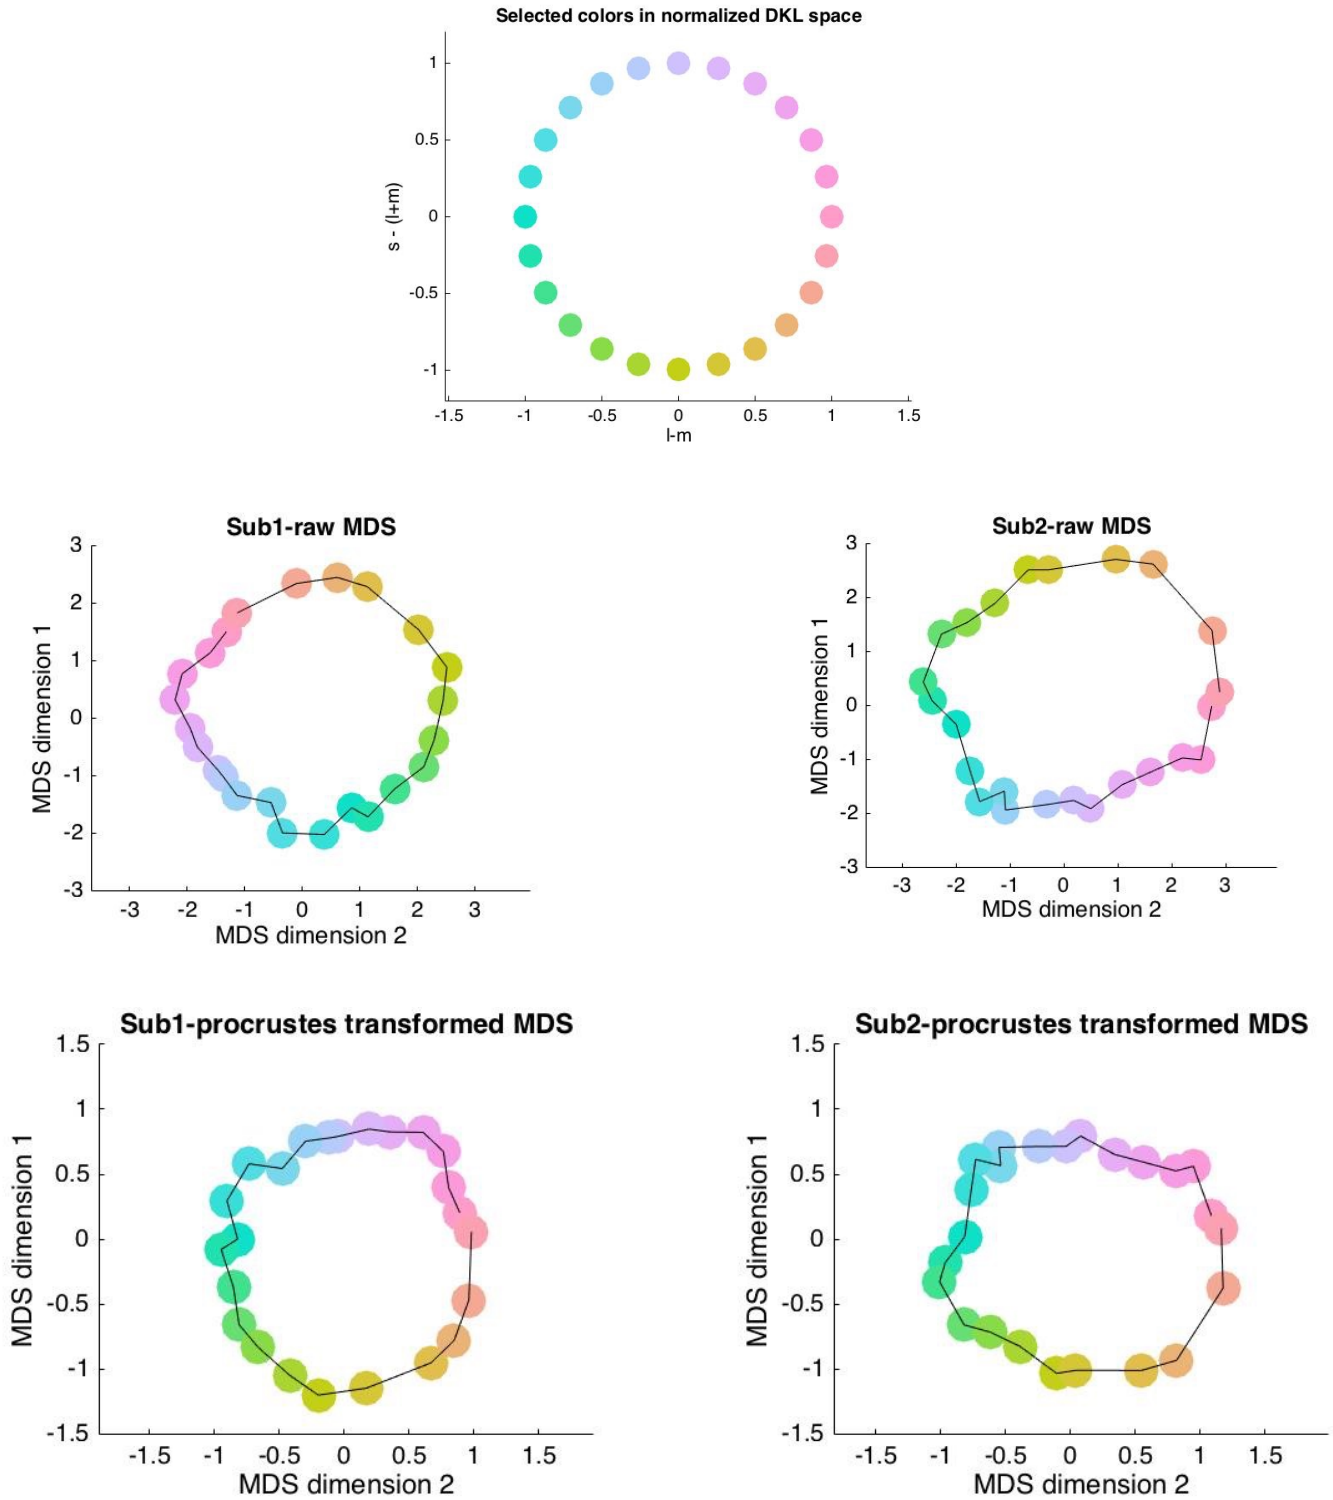 Selected colors in normalized DKL space
1
0.5
0
-0.5
-1
s - (l+m)
-1.5 -1 -0.5 0 0.5 1 1.5
l-m
Sub1-raw MDS
3
2
1
0
-1
-2
-3
MDS dimension 1
-3 -2 -1 0 1 2 3
MDS dimension 2
Sub2-raw MDS
3
2
1
0
-1
-2
-3
MDS dimension 1
-3 -2 -1 0 1 2 3
MDS dimension 2
Sub1-procrustes transformed MDS
1.5
1
0.5
0
-0.5
-1
-1.5
MDS dimension 1
-1.5 -1 -0.5 0 0.5 1 1.5
MDS dimension 2
Sub2-procrustes transformed MDS
1.5
1
0.5
0
-0.5
-1
-1.5
MDS dimension 1
-1.5 -1 -0.5 0 0.5 1 1.5
MDS dimension 2